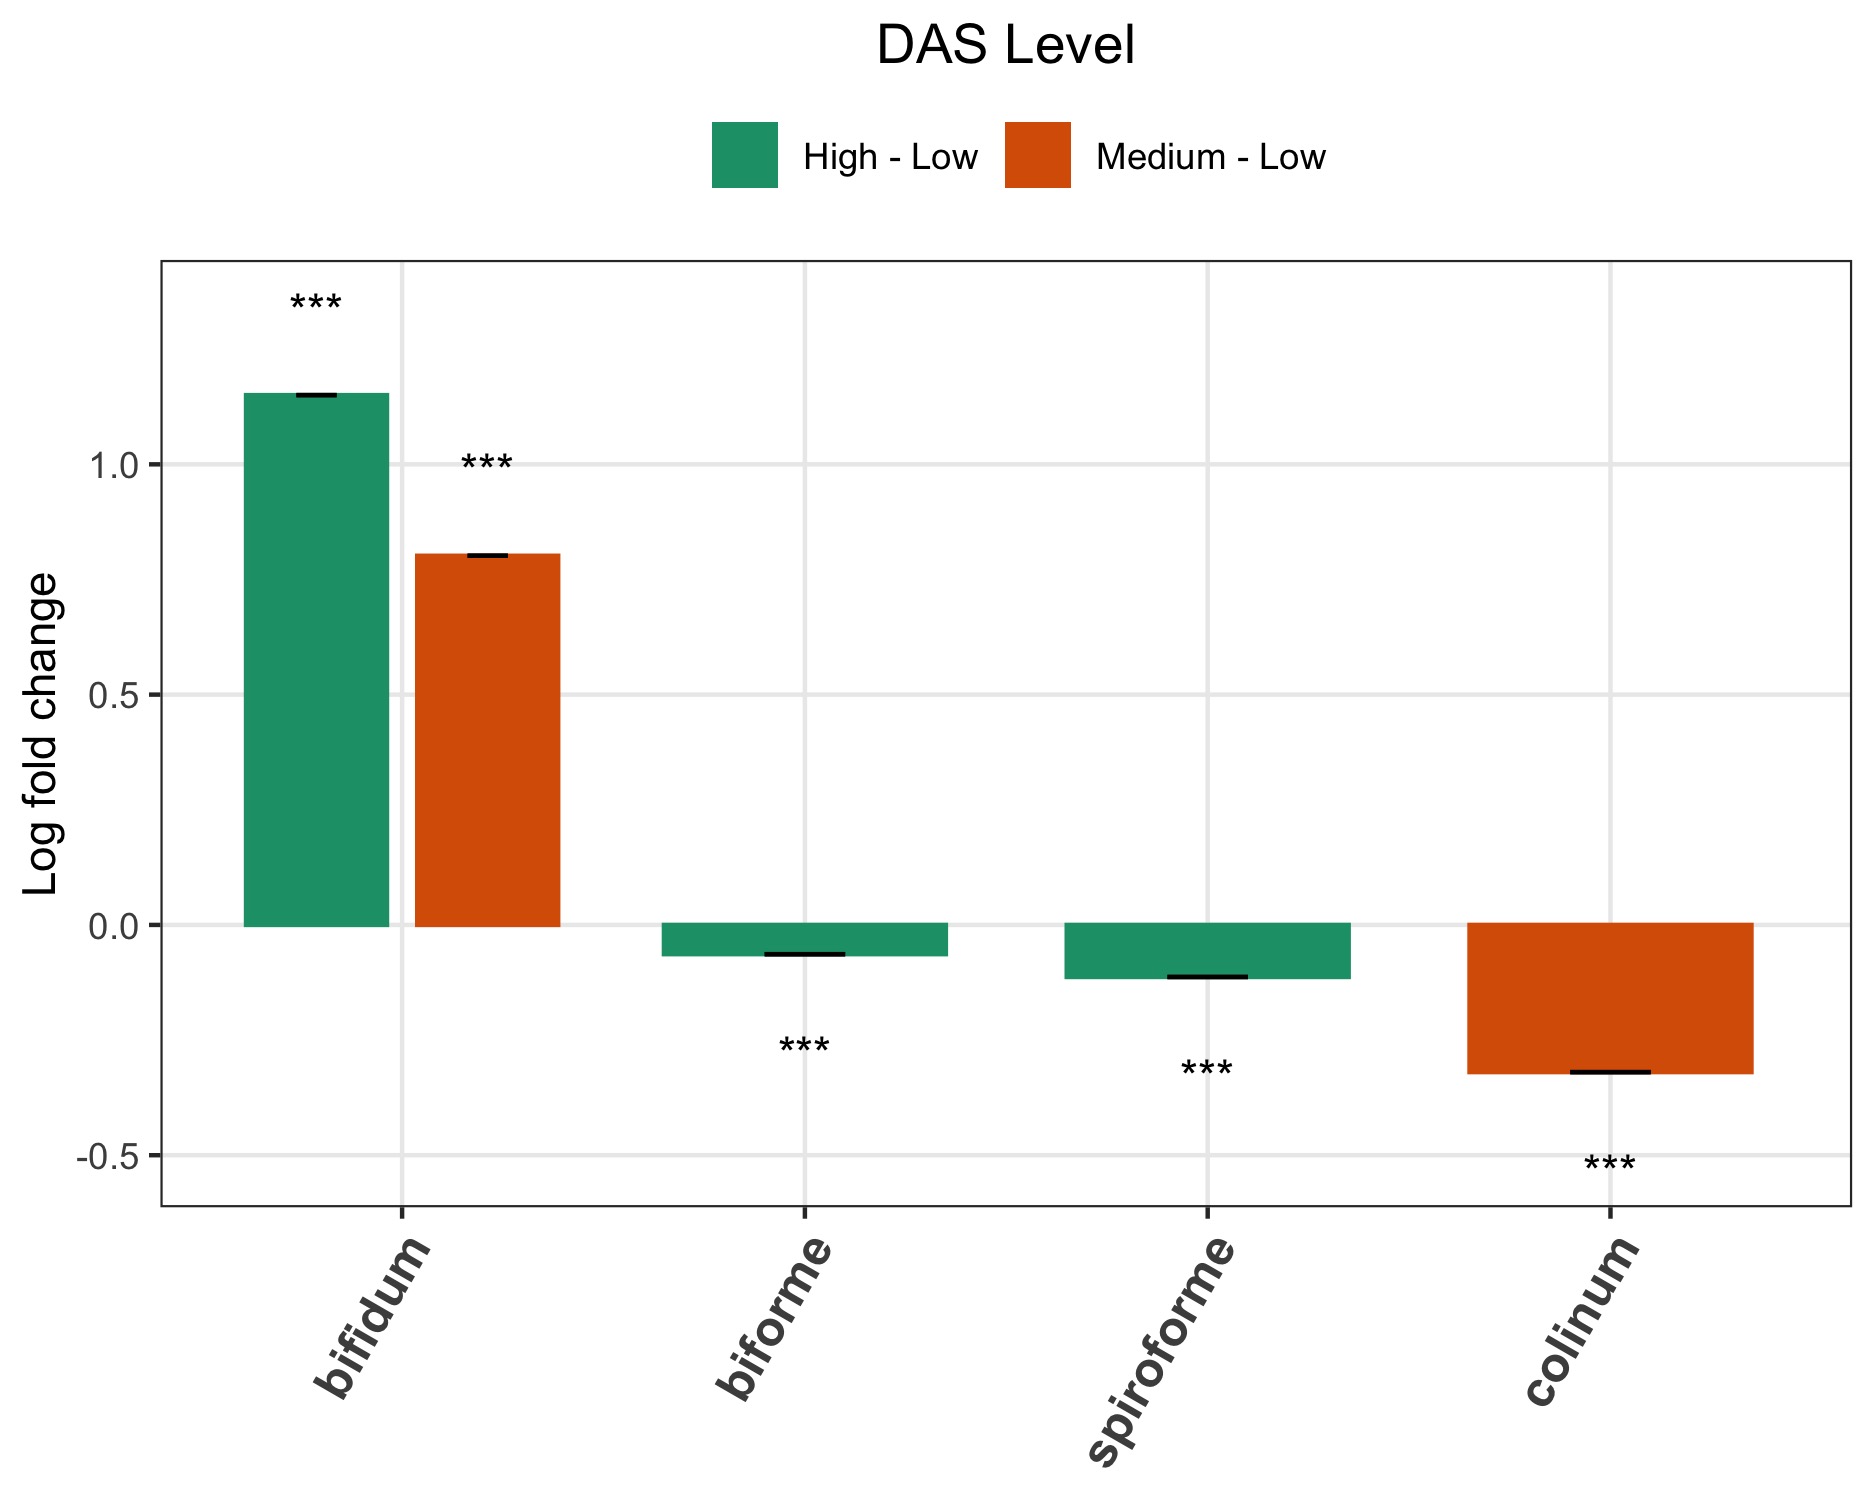 DAS Level
High - Low
Medium - Low
Log fold change
1.0
0.5
0.0
-0.5
***
***
***
***
***
bifidum
biforme
spiroforme
colinum